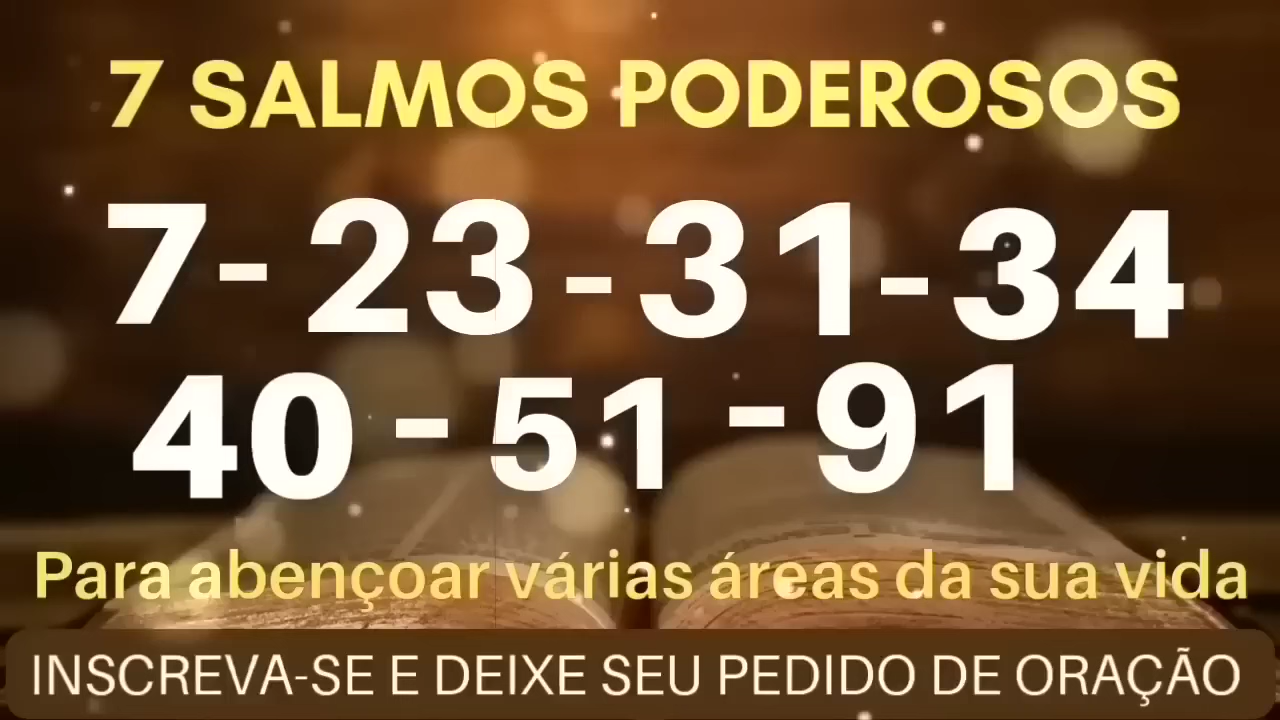 7 SALMOS PODEROSOS
7- 23 - 31 - 34
40 - 51 - 91
Para abençoar várias áreas da sua vida
INSCREVA-SE E DEIXE SEU PEDIDO DE ORAÇÃO